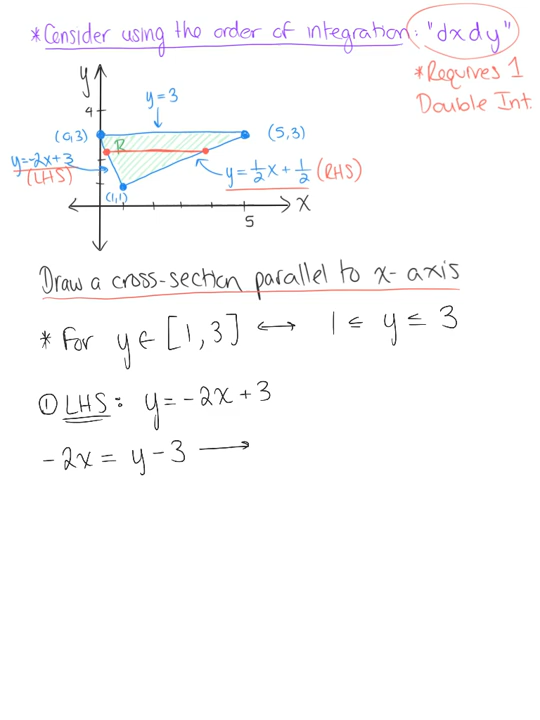 *Consider using the order of integration: "dxdy"
*Requires 1
Double Int.
y
4
y=3
(0,3)
(5,3)
R
y=-2x+3
(LHS)
y=½x+½ (RHS)
(1,1)
x
5
Draw a cross-section parallel to x-axis
* For y∈[1,3] ⟷ 1 ≤ y ≤ 3
① LHS: y=-2x+3
-2x = y-3 ⟶